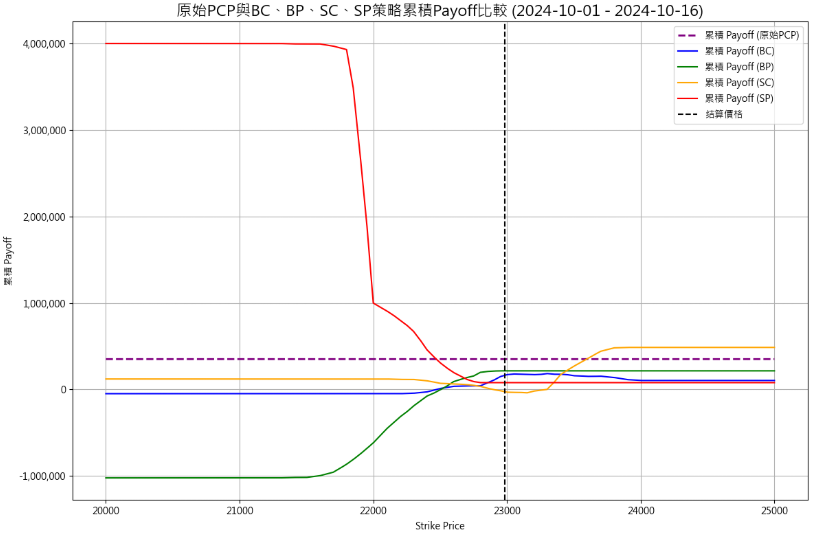 原始PCP與BC、BP、SC、SP策略累積Payoff比較 (2024-10-01 - 2024-10-16)
累積 Payoff (原始PCP)
累積 Payoff (BC)
累積 Payoff (BP)
累積 Payoff (SC)
累積 Payoff (SP)
結算價格
累積 Payoff
4,000,000
3,000,000
2,000,000
1,000,000
0
-1,000,000
20000
21000
22000
23000
24000
25000
Strike Price